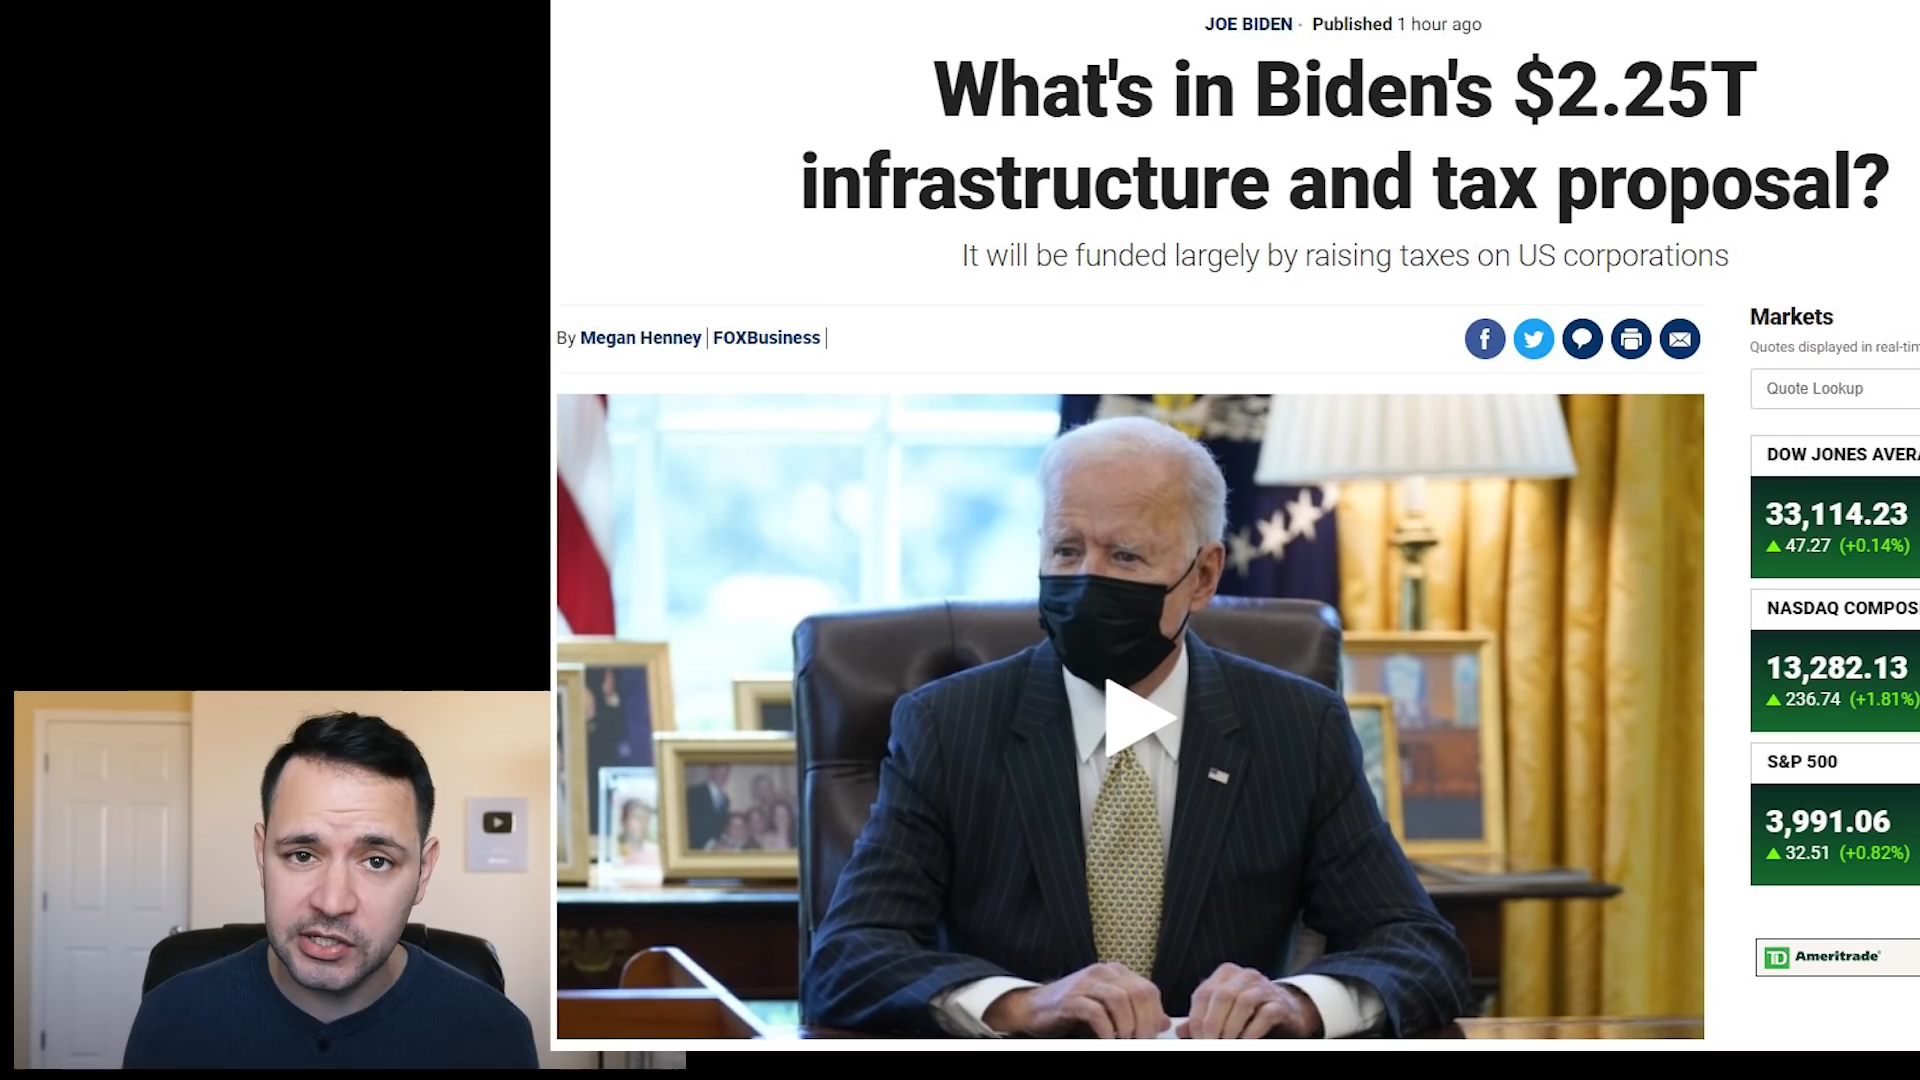 JOE BIDEN · Published 1 hour ago
What's in Biden's $2.25T
infrastructure and tax proposal?
It will be funded largely by raising taxes on US corporations
By Megan Henney | FOXBusiness |
Markets
Quotes displayed in real-tim
Quote Lookup
DOW JONES AVERA
33,114.23
47.27 (+0.14%)
NASDAQ COMPOS
13,282.13
236.74 (+1.81%)
S&P 500
3,991.06
32.51 (+0.82%)
TD Ameritrade